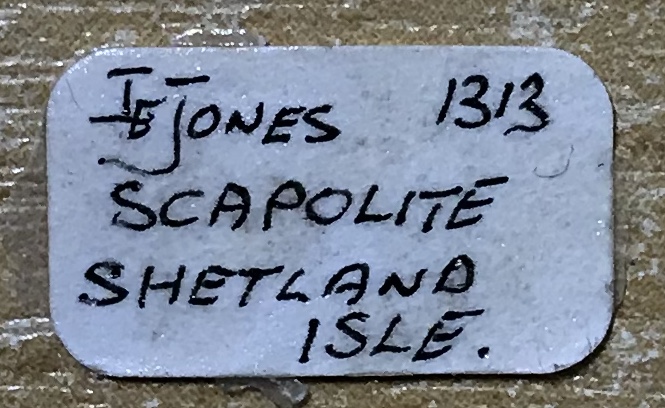 IE JONES 1313
SCAPOLITE
SHETLAND
ISLE.